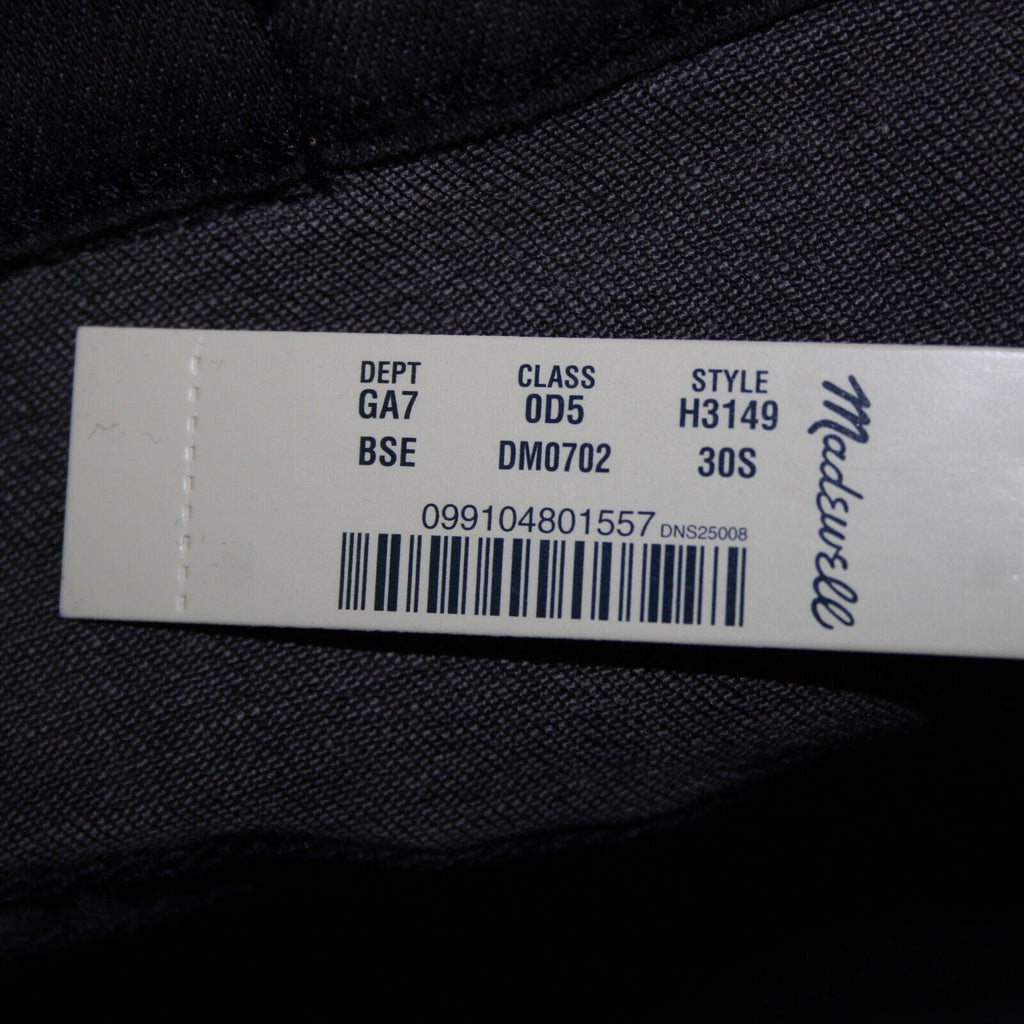 DEPT CLASS STYLE
GA7 0D5 H3149
BSE DM0702 30S
099104801557 DNS25008
Madewell